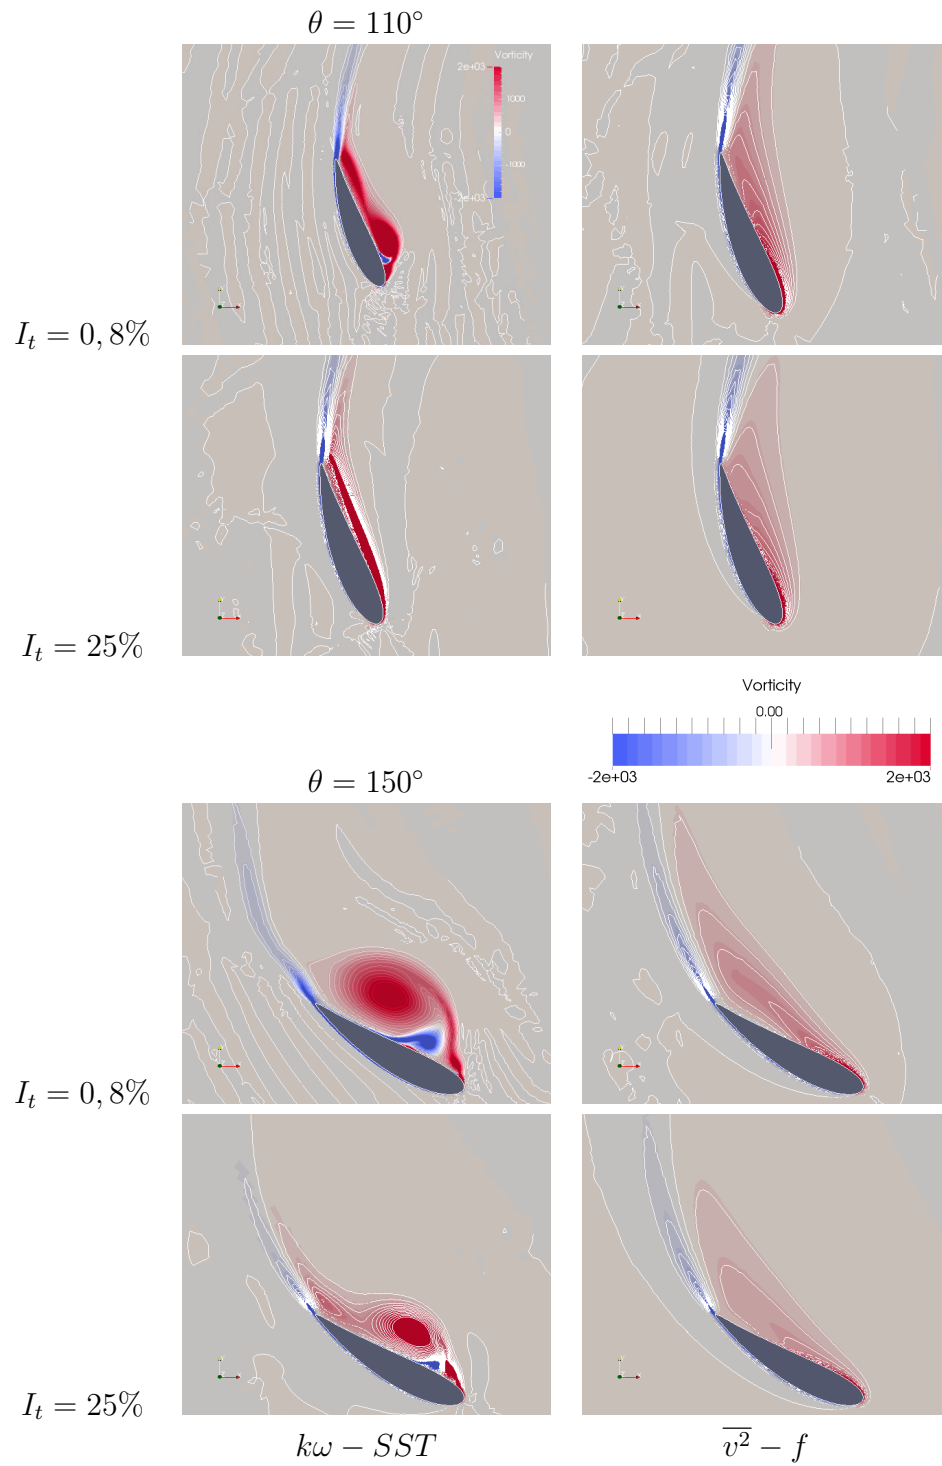 θ = 110°
Vorticity
2e+03
1000
0
-1000
-2e+03
I_t = 0,8%
I_t = 25%
Vorticity
0.00
-2e+03 2e+03
θ = 150°
I_t = 0,8%
I_t = 25%
kω − SST v̅²̅ − f